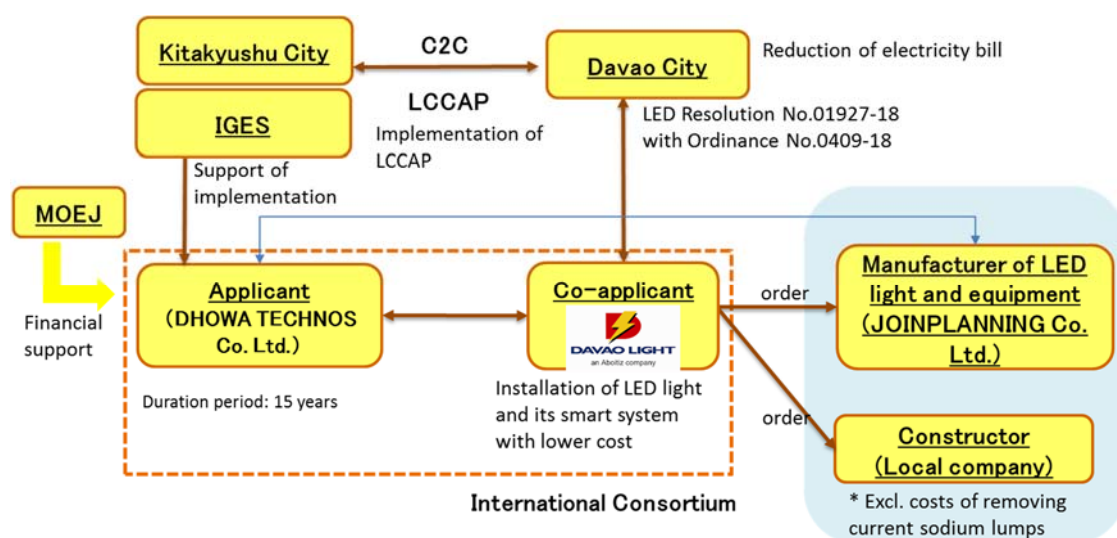 Kitakyushu City
C2C
Davao City
Reduction of electricity bill
IGES
LCCAP
Implementation of
LCCAP
LED Resolution No.01927-18
with Ordinance No.0409-18
Support of
implementation
MOEJ
Financial
support
Applicant
(DHOWA TECHNOS
Co. Ltd.)
Duration period: 15 years
Co-applicant
DAVAO LIGHT
an Aboitiz company
Installation of LED light
and its smart system
with lower cost
International Consortium
order
Manufacturer of LED
light and equipment
(JOINPLANNING Co.
Ltd.)
order
Constructor
(Local company)
* Excl. costs of removing
current sodium lumps